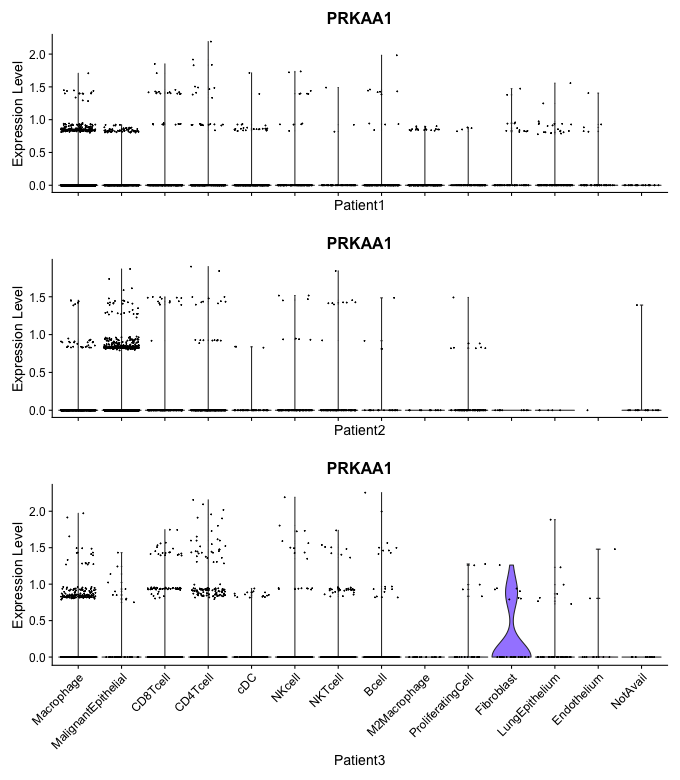 PRKAA1
Expression Level
2.0
1.5
1.0
0.5
0.0
Patient1
PRKAA1
Expression Level
1.5
1.0
0.5
0.0
Patient2
PRKAA1
Expression Level
2.0
1.5
1.0
0.5
0.0
Macrophage
MalignantEpithelial
CD8Tcell
CD4Tcell
cDC
NKcell
NKTcell
Bcell
M2Macrophage
ProliferatingCell
Fibroblast
LungEpithelium
Endothelium
NotAvail
Patient3